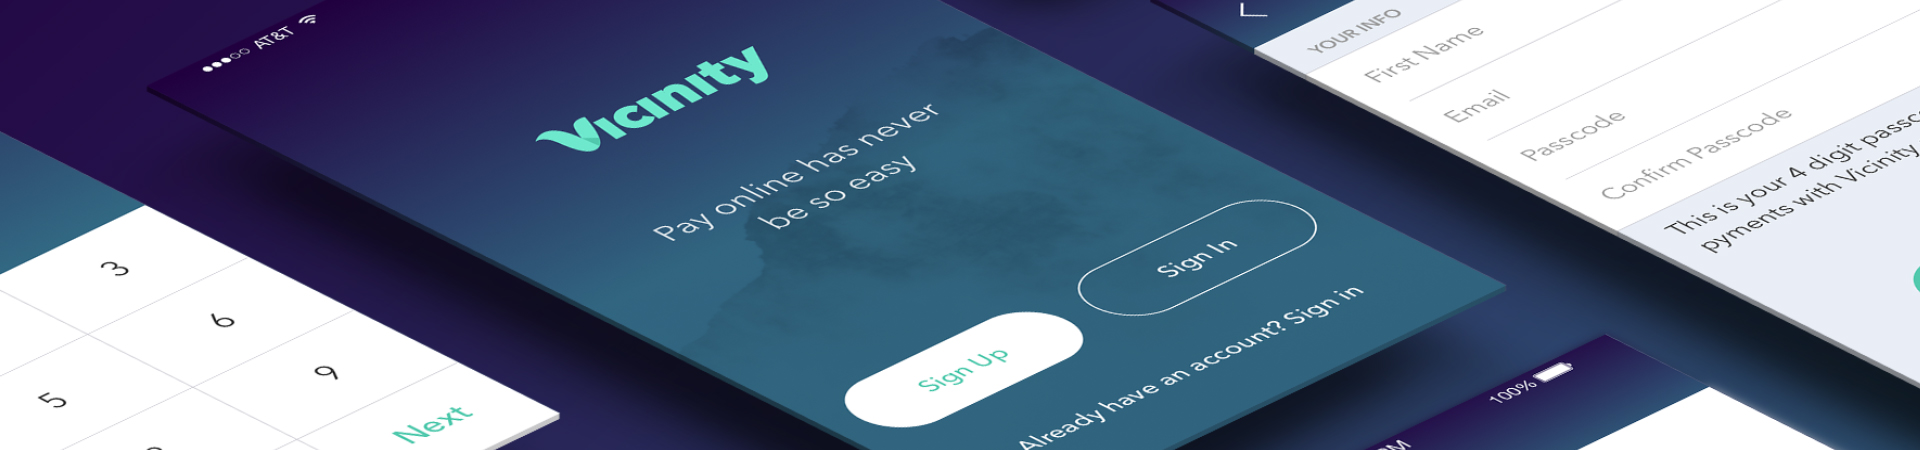 AT&T
Vicinity
Pay online has never
be so easy
Sign Up
Sign In
Already have an account? Sign in
3
6
5
9
Next
YOUR INFO
First Name
Email
Passcode
Confirm Passcode
This is your 4 digit
pyments with Vicinity
100%